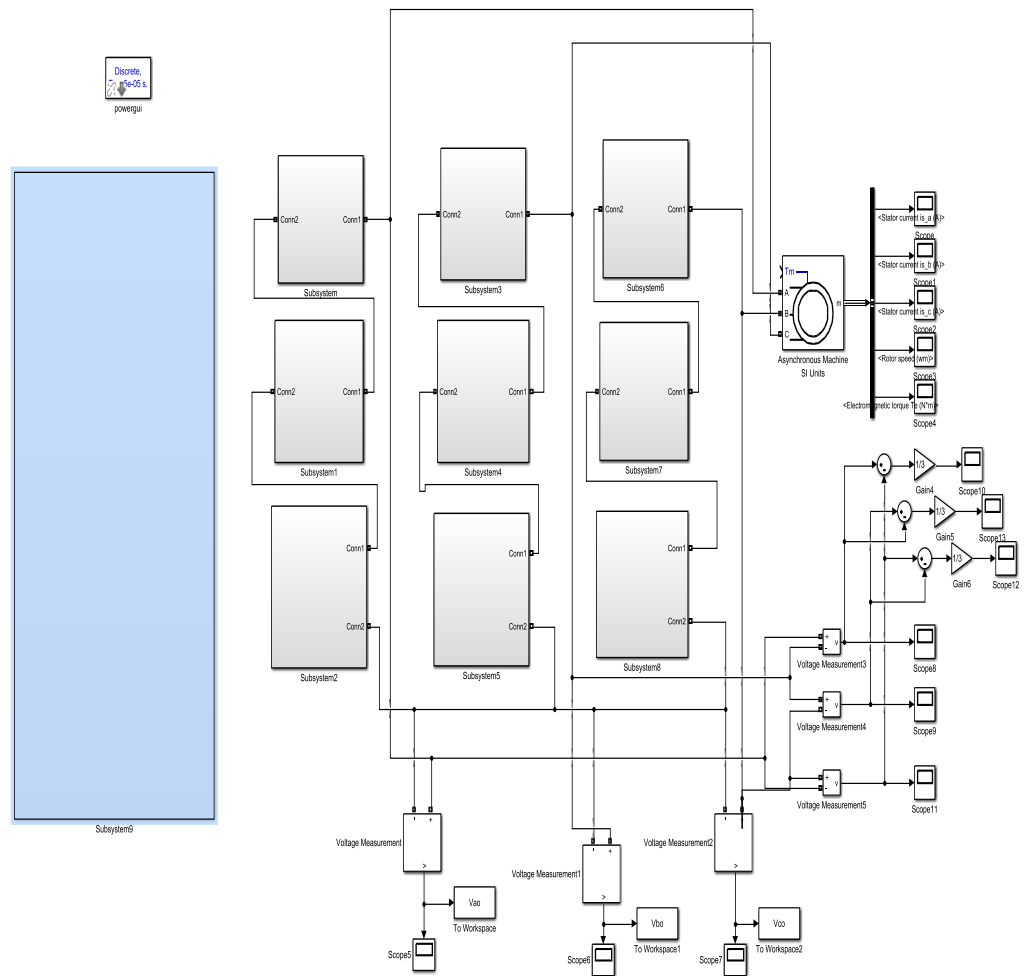 Discrete,
5e-05 s.
powergui
Conn2 Conn1
Subsystem
Conn2 Conn1
Subsystem3
Conn2 Conn1
Subsystem6
Tm
A
B
C
m
Asynchronous Machine
SI Units
<Stator current is_a (A)>
Scope
<Stator current is_b (A)>
Scope1
<Stator current is_c (A)>
Scope2
<Rotor speed (wm)>
Scope3
<Electromagnetic torque Te (N*m)>
Scope4
Conn2 Conn1
Subsystem1
Conn2 Conn1
Subsystem4
Conn2 Conn1
Subsystem7
1/3
Gain4
Scope10
1/3
Gain5
Scope13
1/3
Gain6
Scope12
Conn1
Conn2
Subsystem2
Conn1
Conn2
Subsystem5
Conn1
Conn2
Subsystem8
+
-
v
Voltage Measurement3
Scope8
+
-
v
Voltage Measurement4
Scope9
+
-
v
Voltage Measurement5
Scope11
Subsystem9
Voltage Measurement
- +
>
Voltage Measurement1
- +
>
Voltage Measurement2
- +
>
Vao
To Workspace
Scope5
Vbo
To Workspace1
Scope6
Vco
To Workspace2
Scope7